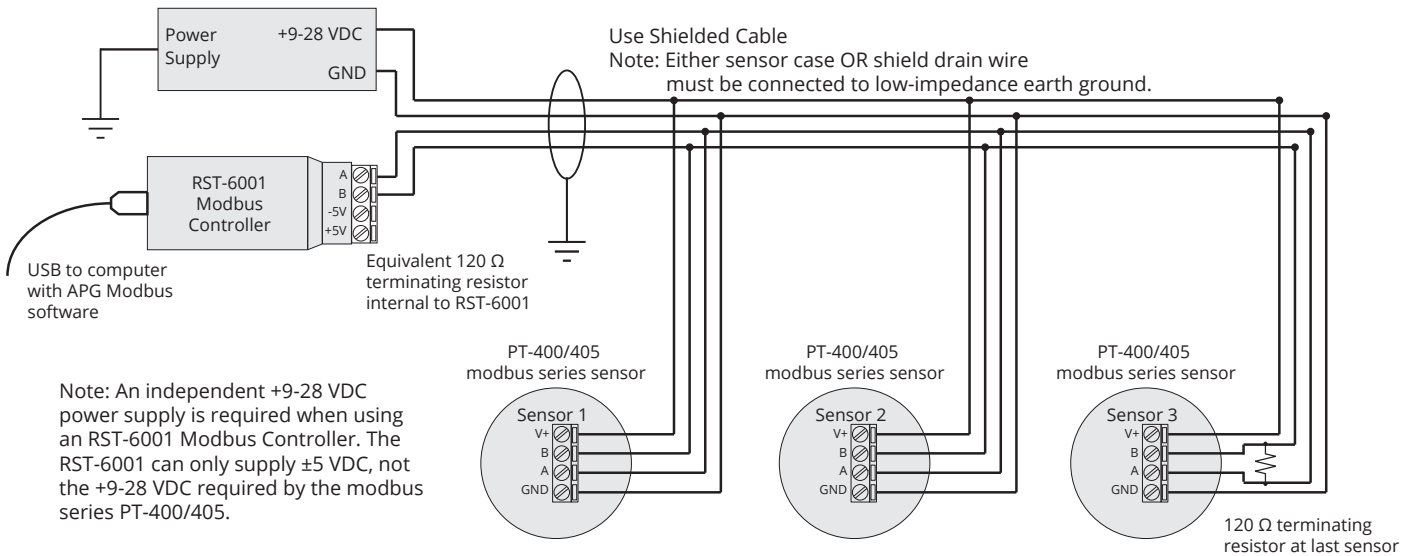 Power
Supply
+9-28 VDC
GND
Use Shielded Cable
Note: Either sensor case OR shield drain wire
must be connected to low-impedance earth ground.
RST-6001
Modbus
Controller
A
B
-5V
+5V
USB to computer
with APG Modbus
software
Equivalent 120 Ω
terminating resistor
internal to RST-6001
Note: An independent +9-28 VDC
power supply is required when using
an RST-6001 Modbus Controller. The
RST-6001 can only supply ±5 VDC, not
the +9-28 VDC required by the modbus
series PT-400/405.
PT-400/405
modbus series sensor
Sensor 1
V+
B
A
GND
PT-400/405
modbus series sensor
Sensor 2
V+
B
A
GND
PT-400/405
modbus series sensor
Sensor 3
V+
B
A
GND
120 Ω terminating
resistor at last sensor